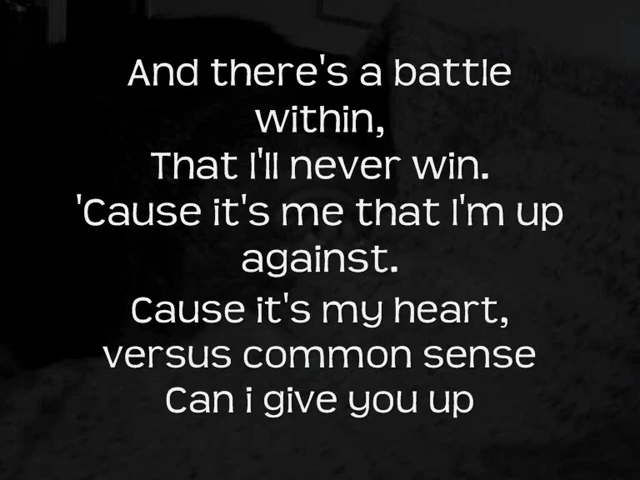 And there's a battle
within,
That I'll never win.
'Cause it's me that I'm up
against.
Cause it's my heart,
versus common sense
Can i give you up